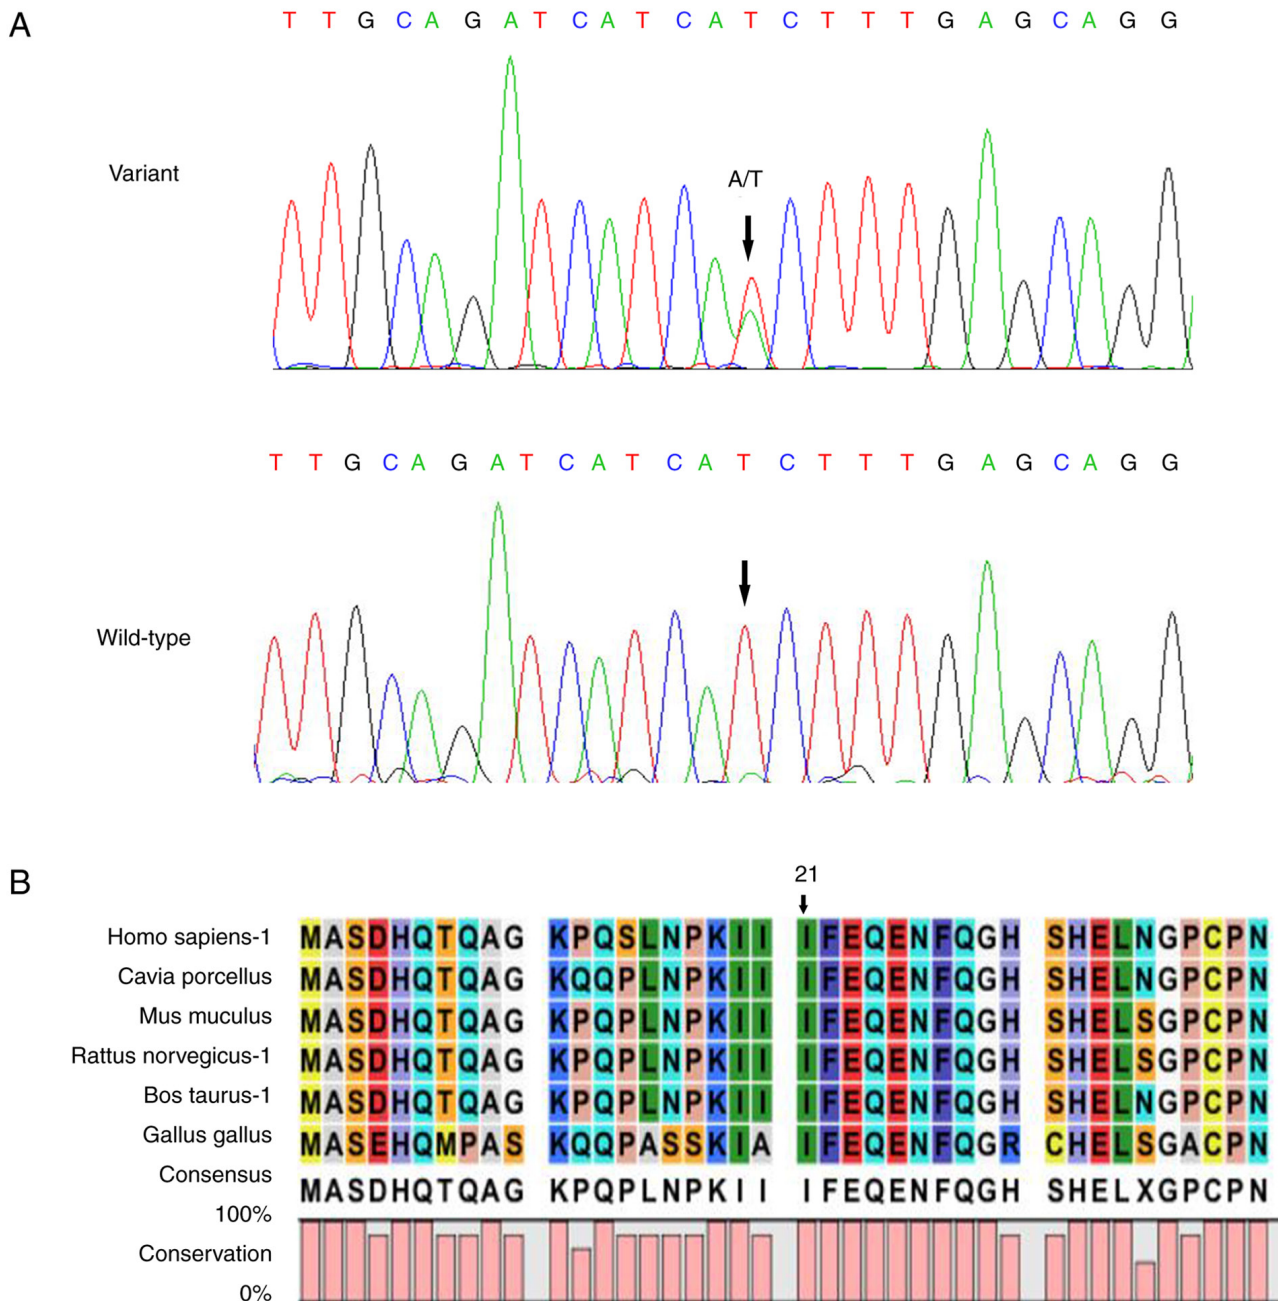 A
T T G C A G A T C A T C A T C T T T G A G C A G G
Variant
A/T
T T G C A G A T C A T C A T C T T T G A G C A G G
Wild-type
B
21
Homo sapiens-1 MASDHQTQAG KPQSLNPKII IFEQENFQGH SHELNGPCPN
Cavia porcellus MASDHQTQAG KQQPLNPKII IFEQENFQGH SHELNGPCPN
Mus muculus MASDHQTQAG KPQPLNPKII IFEQENFQGH SHELSGPCPN
Rattus norvegicus-1 MASDHQTQAG KPQPLNPKII IFEQENFQGH SHELSGPCPN
Bos taurus-1 MASDHQTQAG KPQPLNPKII IFEQENFQGH SHELNGPCPN
Gallus gallus MASEHQMPAS KQQPASSKIA IFEQENFQGR CHELSGACPN
Consensus MASDHQTQAG KPQPLNPKII IFEQENFQGH SHELXGPCPN
100%
Conservation
0%